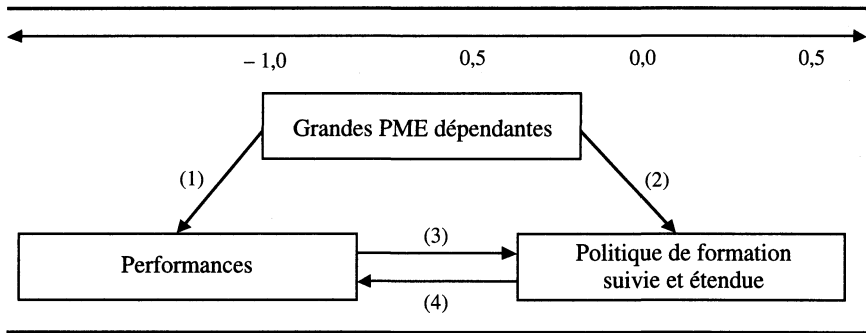 – 1,0 0,5 0,0 0,5
Grandes PME dépendantes
(1) (2)
Performances
(3)
(4)
Politique de formation
suivie et étendue